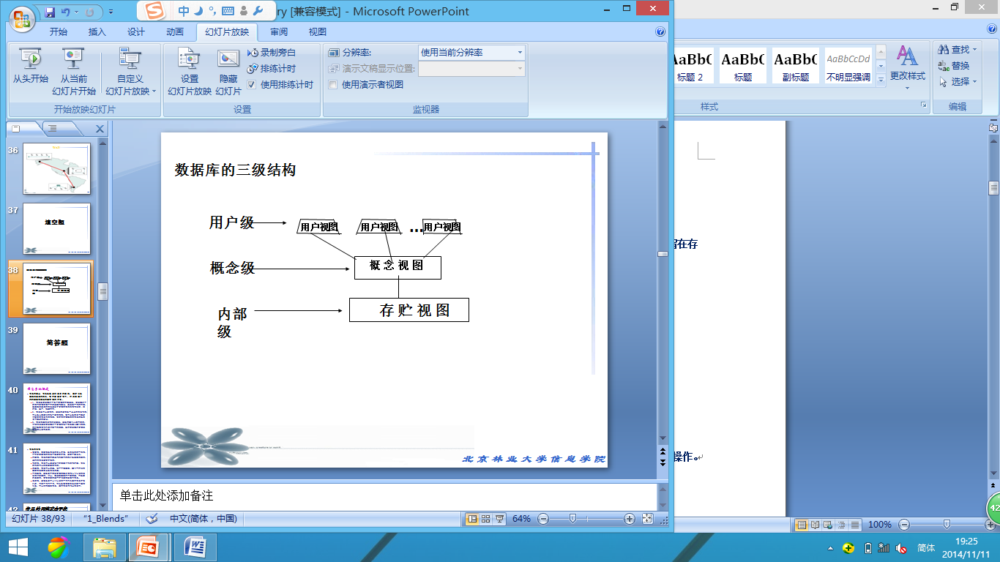 ry [兼容模式] - Microsoft PowerPoint
中
开始 插入 设计 动画 幻灯片放映 审阅 视图
从头开始
从当前
幻灯片开始
自定义
幻灯片放映
开始放映幻灯片
设置
幻灯片放映
隐藏
幻灯片
录制旁白
排练计时
使用排练计时
设置
分辨率:
使用当前分辨率
演示文稿显示位置:
使用演示者视图
监视器
AaBbC
标题 2
AaBbC
标题
AaBbC
副标题
AaBbCcDd
不明显强调
更改样式
样式
查找
替换
选择
编辑
36
37
填空题
38
39
简答题
40
41
42
数据库的三级结构
用户级
用户视图
用户视图
...
用户视图
概念级
概念视图
内部
级
存贮视图
北京林业大学信息学院
单击此处添加备注
幻灯片 38/93
“1_Blends”
中文(简体，中国)
64%
留在存
操作。
42
100%
简体
19:25
2014/11/11